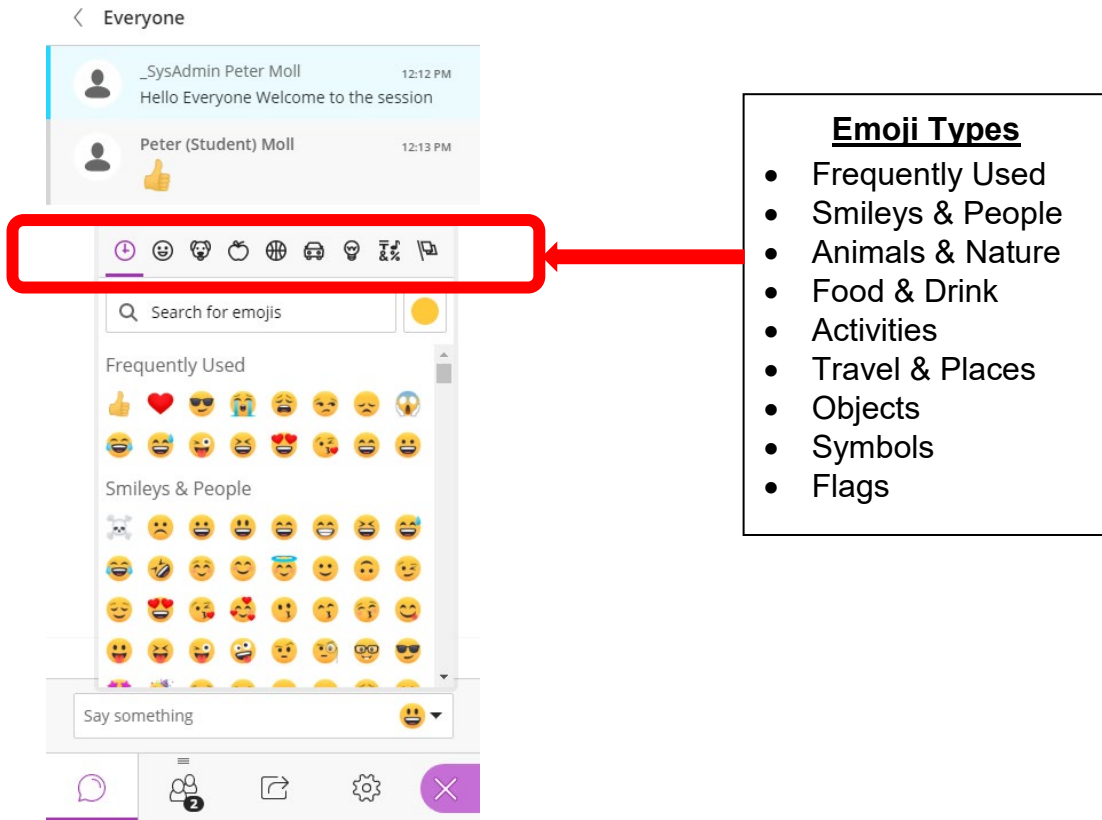 Everyone
_SysAdmin Peter Moll 12:12 PM
Hello Everyone Welcome to the session
Peter (Student) Moll 12:13 PM
Search for emojis
Frequently Used
Smileys & People
Say something
2
Emoji Types
Frequently Used
Smileys & People
Animals & Nature
Food & Drink
Activities
Travel & Places
Objects
Symbols
Flags